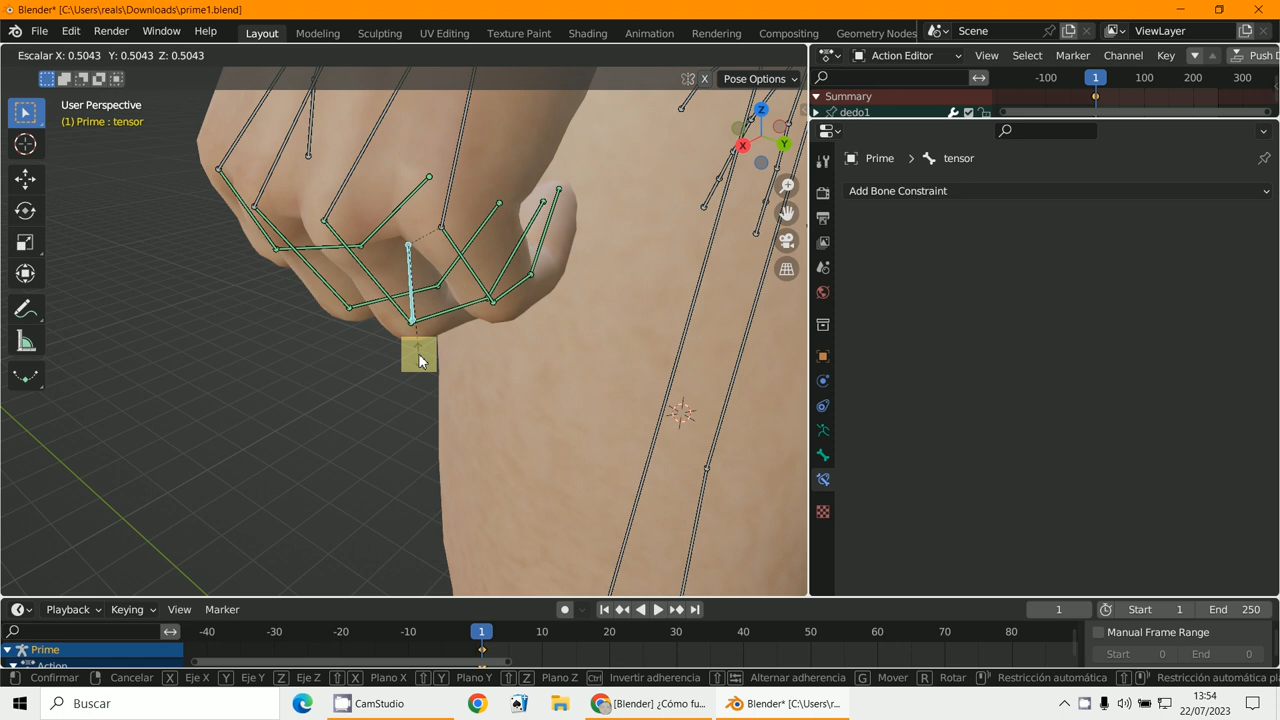 Blender* [C:\Users\reals\Downloads\prime1.blend]
File Edit Render Window Help Layout Modeling Sculpting UV Editing Texture Paint Shading Animation Rendering Compositing Geometry Nodes Scene ViewLayer
Escalar X: 0.5043 Y: 0.5043 Z: 0.5043
Action Editor View Select Marker Channel Key Push D
X Pose Options
-100 1 100 200 300
Summary
dedo1
User Perspective
(1) Prime : tensor
Z
X Y
Prime tensor
Add Bone Constraint
Playback Keying View Marker 1 Start 1 End 250
-40 -30 -20 -10 1 10 20 30 40 50 60 70 80
Manual Frame Range
Prime
Start 0 End 0
Action
Confirmar Cancelar X Eje X Y Eje Y Z Eje Z X Plano X Y Plano Y Z Plano Z Ctrl Invertir adherencia Alternar adherencia G Mover R Rotar Restricción automática Restricción automática pla
Buscar CamStudio [Blender] ¿Cómo fu... Blender* [C:\Users\r...
13:54
22/07/2023